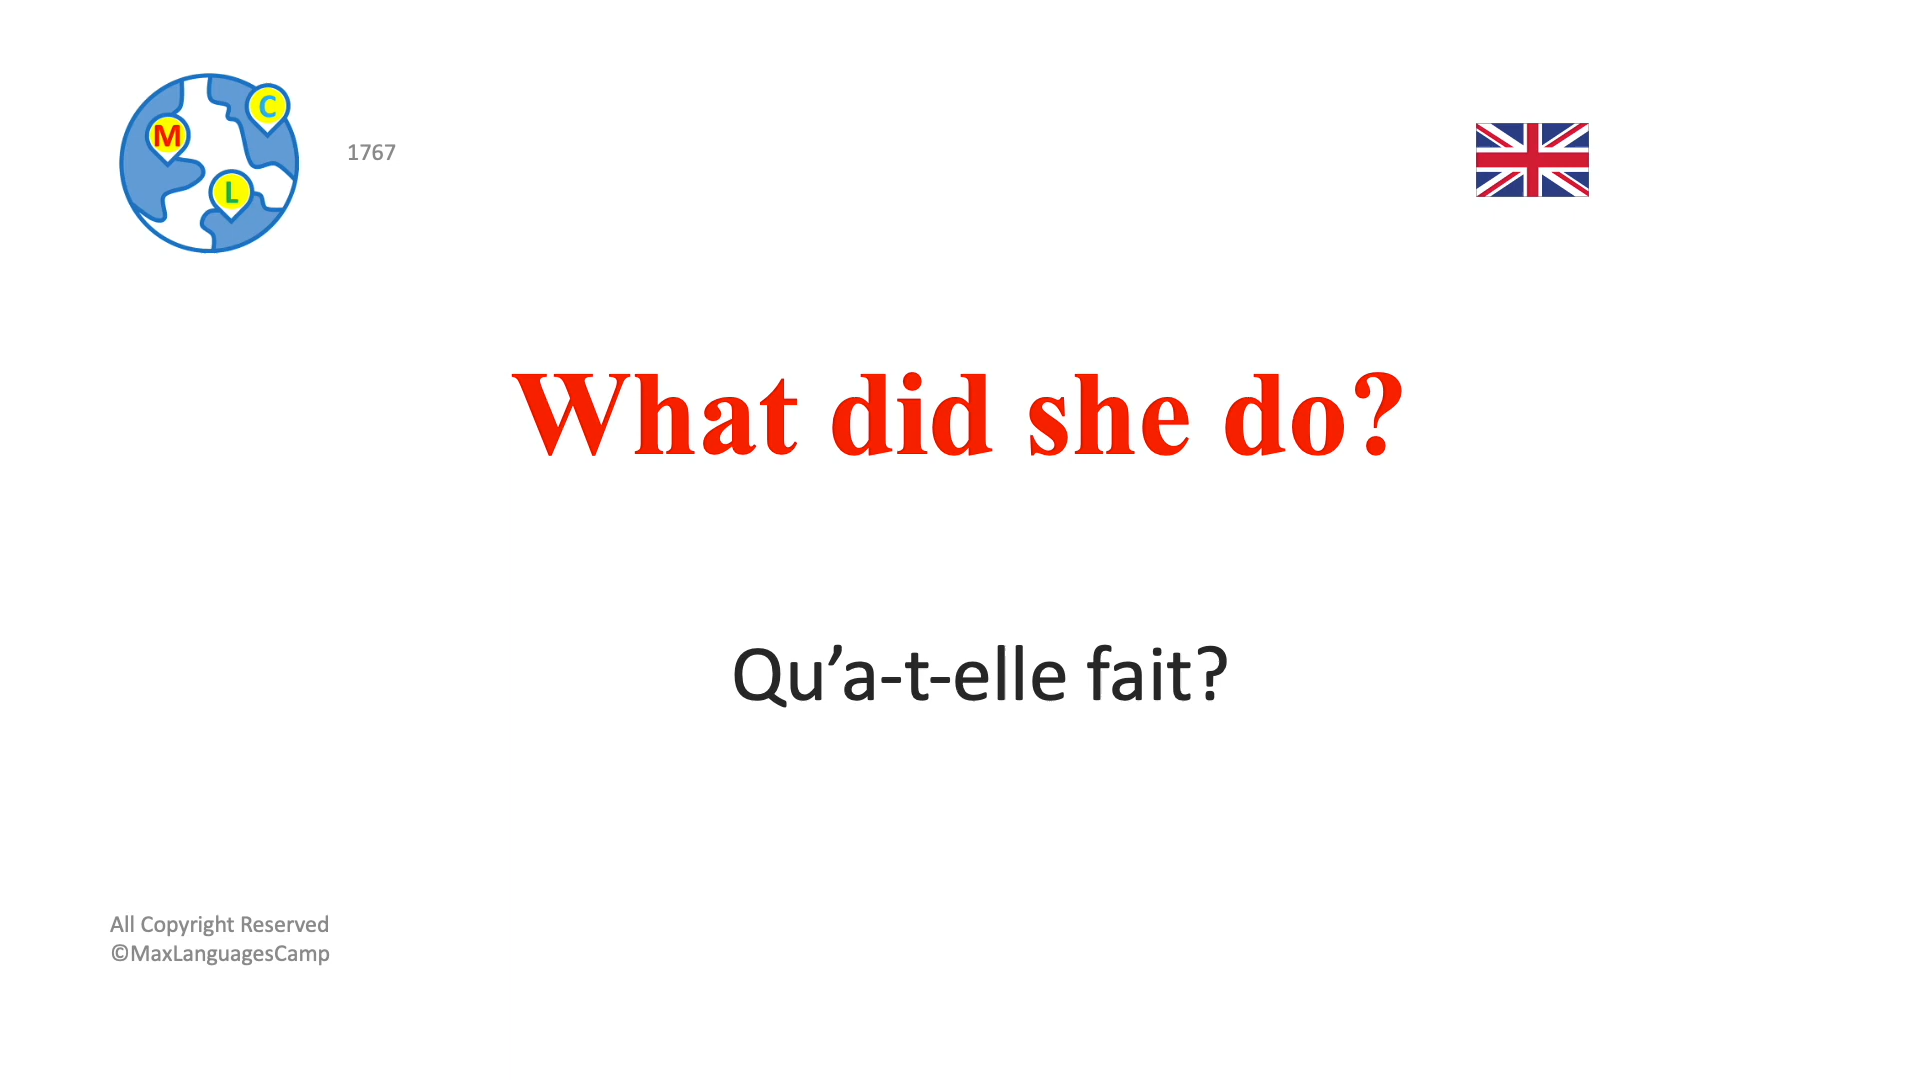 M
C
L
1767
What did she do?
Qu’a-t-elle fait?
All Copyright Reserved
©MaxLanguagesCamp